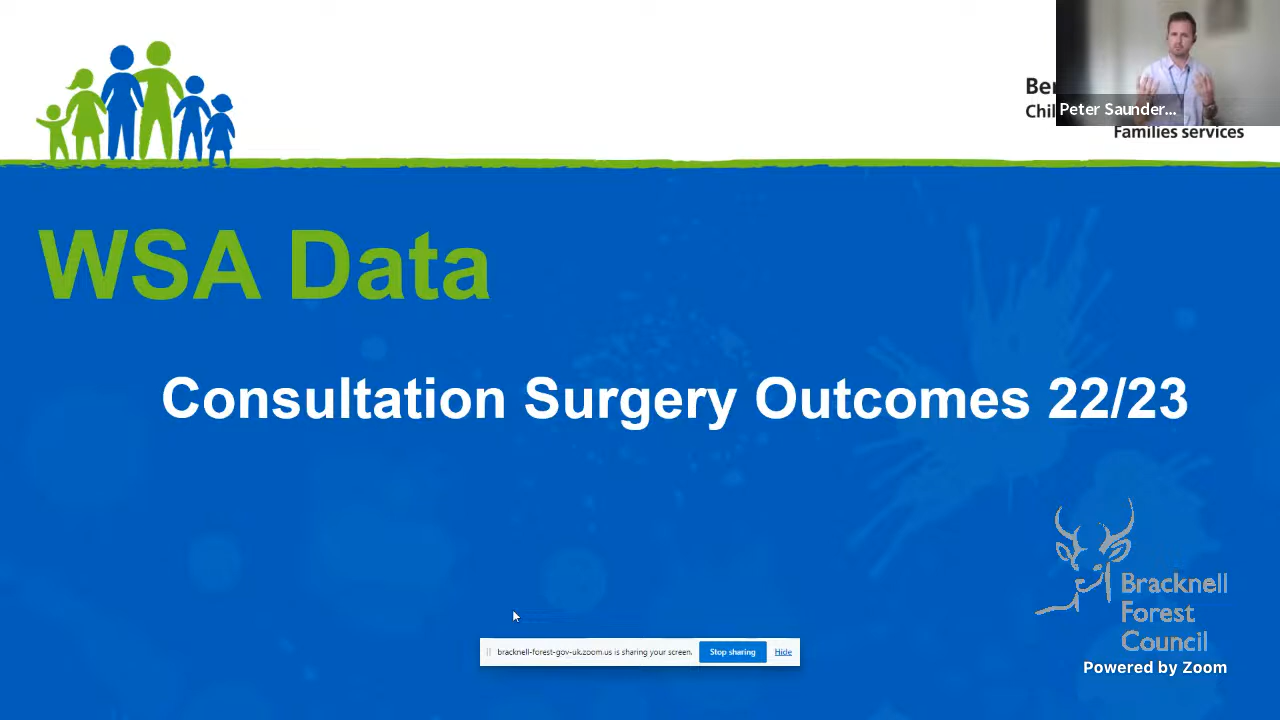 Ber
Chil
Peter Saunder...
Families services
WSA Data
Consultation Surgery Outcomes 22/23
Bracknell
Forest
Council
bracknell-forest-gov-uk.zoom.us is sharing your screen.
Stop sharing
Hide
Powered by Zoom